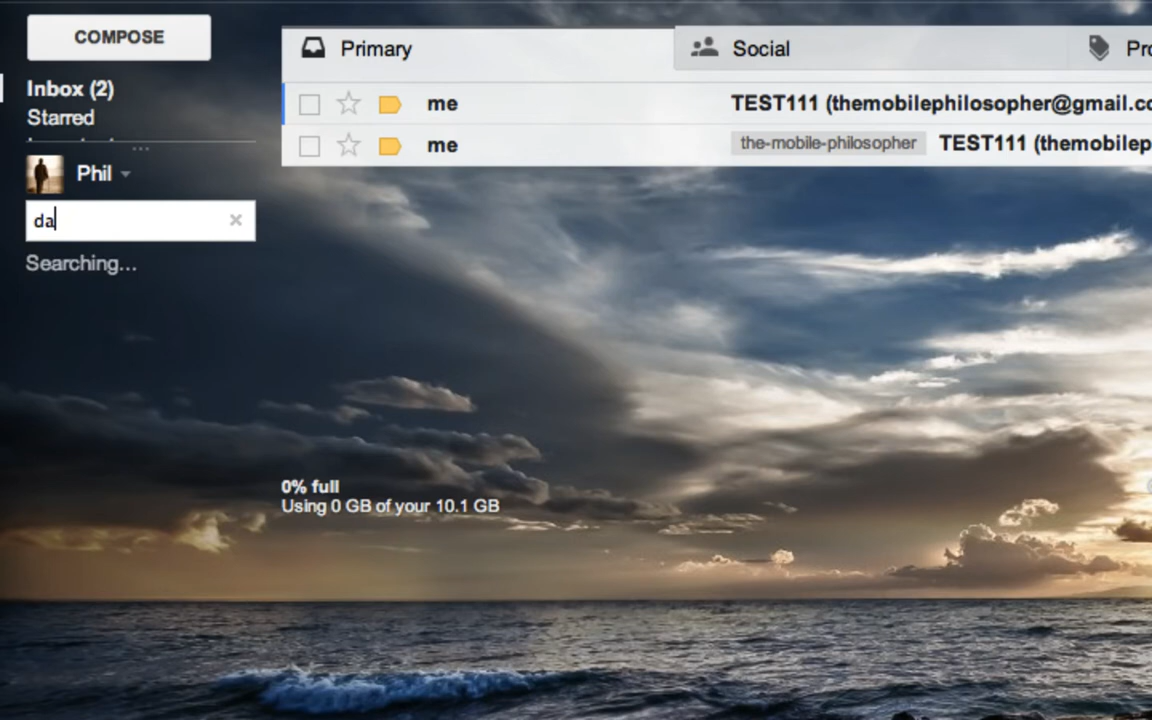 COMPOSE
Primary
Social
Pro
Inbox (2)
Starred
me
TEST111 (themobilephilosopher@gmail.co
me
the-mobile-philosopher
TEST111 (themobilep
Phil
da
Searching...
0% full
Using 0 GB of your 10.1 GB